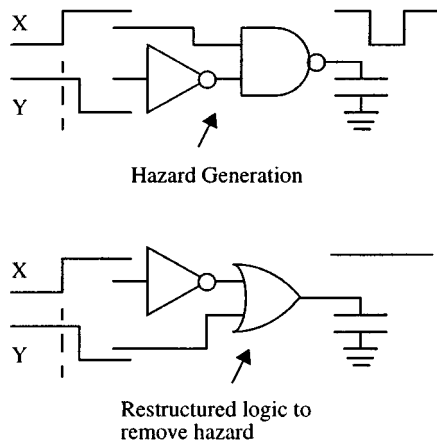 X
Y
Hazard Generation
X
Y
Restructured logic to
remove hazard